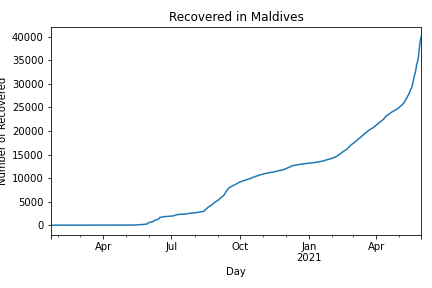 Recovered in Maldives
Number of Recovered
40000
35000
30000
25000
20000
15000
10000
5000
0
Apr
Jul
Oct
Jan
2021
Apr
Day